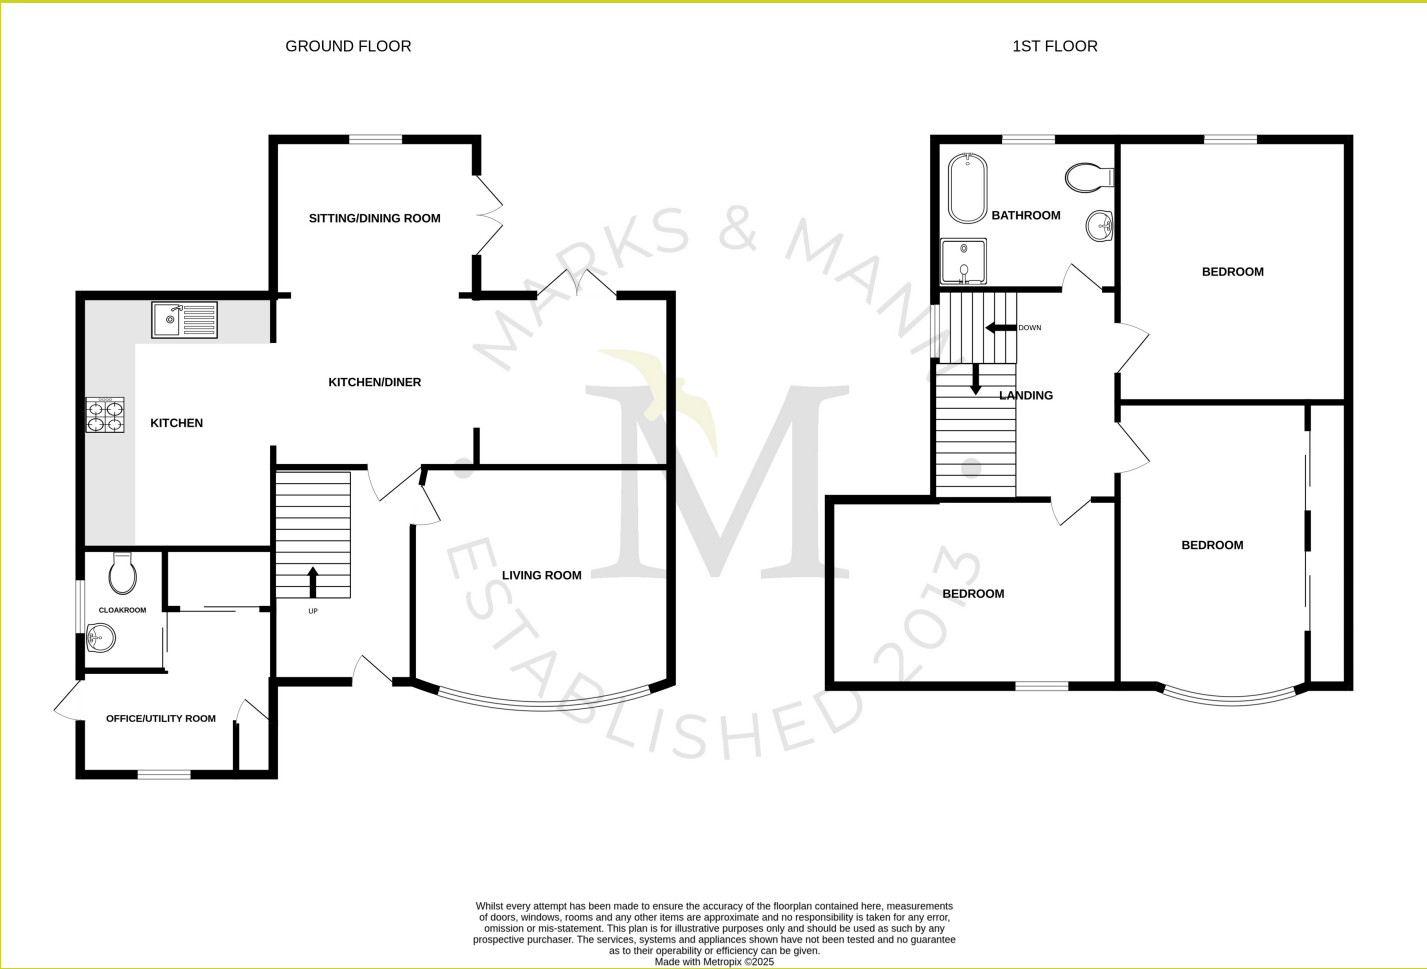 GROUND FLOOR
1ST FLOOR
SITTING/DINING ROOM
KITCHEN/DINER
KITCHEN
LIVING ROOM
CLOAKROOM
UP
OFFICE/UTILITY ROOM
BATHROOM
BEDROOM
DOWN
LANDING
BEDROOM
BEDROOM
MARKS & MANN
M
• ESTABLISHED 2013 •
Whilst every attempt has been made to ensure the accuracy of the floorplan contained here, measurements
of doors, windows, rooms and any other items are approximate and no responsibility is taken for any error,
omission or mis-statement. This plan is for illustrative purposes only and should be used as such by any
prospective purchaser. The services, systems and appliances shown have not been tested and no guarantee
as to their operability or efficiency can be given.
Made with Metropix ©2025